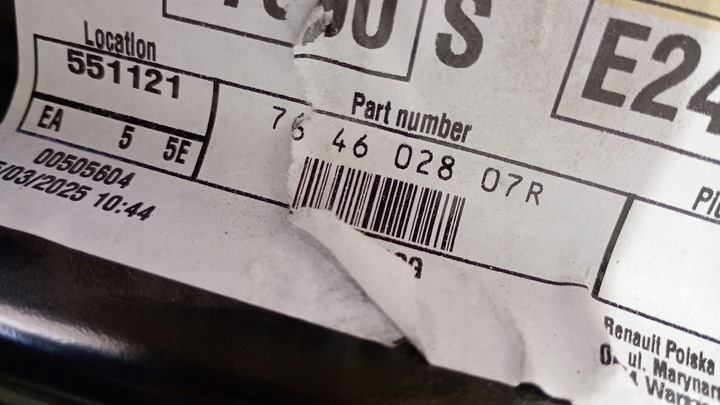 S
E24
Location
551121
EA 5 5E
00505604
/03/2025 10:44
Part number
76 46 028 07R
Renault Polska
ul.